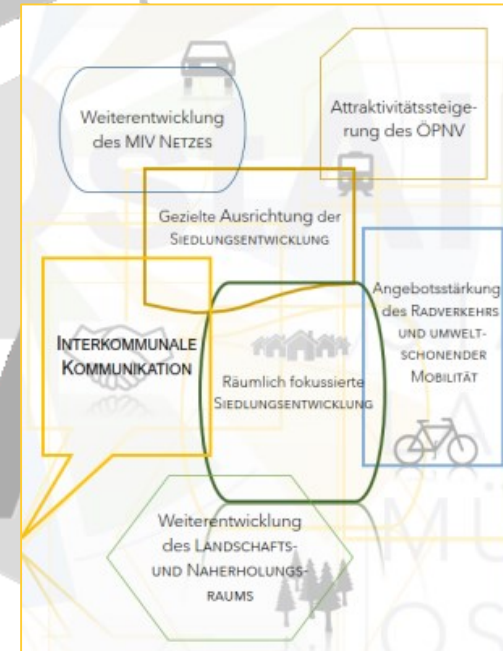 Weiterentwicklung
des MIV NETZES
Attraktivitätssteige-
rung des ÖPNV
Gezielte Ausrichtung der
SIEDLUNGSENTWICKLUNG
INTERKOMMUNALE
KOMMUNIKATION
Räumlich fokussierte
SIEDLUNGSENTWICKLUNG
Angebotsstärkung
des RADVERKEHRS
UND UMWELT-
SCHONENDER
MOBILITÄT
Weiterentwicklung
des LANDSCHAFTS-
UND NAHERHOLUNGS-
RAUMS